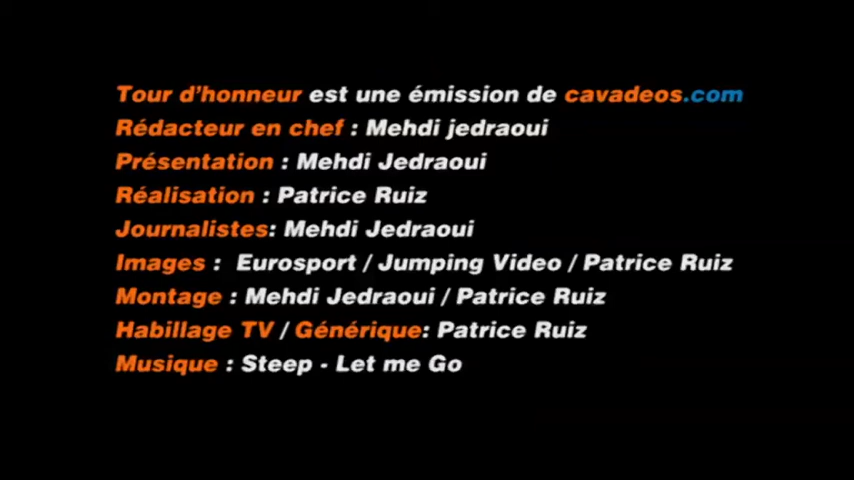 Tour d'honneur est une émission de cavadeos.com
Rédacteur en chef : Mehdi jedraoui
Présentation : Mehdi Jedraoui
Réalisation : Patrice Ruiz
Journalistes: Mehdi Jedraoui
Images : Eurosport / Jumping Video / Patrice Ruiz
Montage : Mehdi Jedraoui / Patrice Ruiz
Habillage TV / Générique: Patrice Ruiz
Musique : Steep - Let me Go